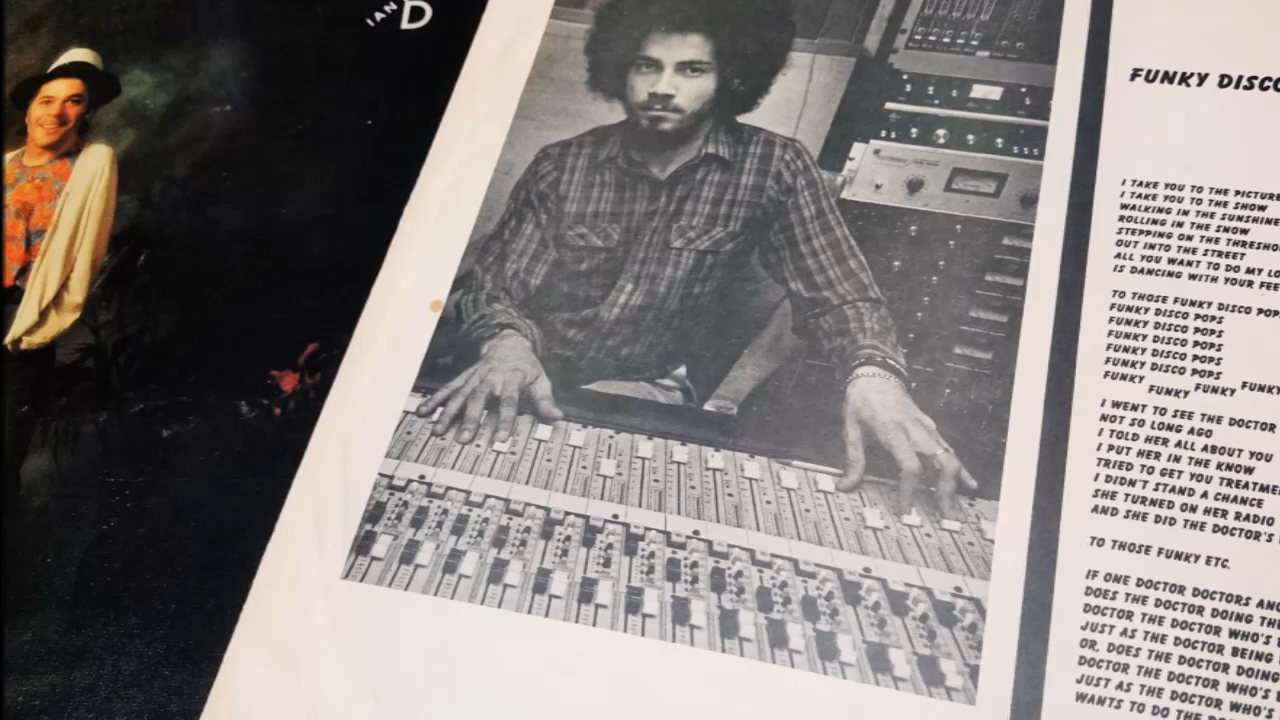 IAN D
FUNKY DISCO
I TAKE YOU TO THE PICTURE
I TAKE YOU TO THE SHOW
WALKING IN THE SUNSHINE
ROLLING IN THE SNOW
STEPPING ON THE
OUT INTO THE STREET
ALL YOU WANT TO DO MY
IS DANCING WITH YOUR
TO THOSE FUNKY DISCO POPS
FUNKY DISCO POPS
FUNKY DISCO POPS
FUNKY DISCO POPS
FUNKY DISCO POPS
FUNKY DISCO POPS
FUNKY FUNKY FUNKY FUNKY
I WENT TO SEE THE DOCTOR
NOT SO LONG AGO
I TOLD HER ALL ABOUT YOU
I PUT HER IN THE KNOW
TRIED TO GET YOU
I DIDN'T STAND A CHANCE
SHE TURNED ON HER RADIO
AND SHE DID THE DOCTOR'S
TO THOSE FUNKY ETC.
IF ONE DOCTOR DOCTORS
DOES THE DOCTOR DOING
DOCTOR THE DOCTOR WHO'S
JUST AS THE DOCTOR BEING
OR, DOES THE DOCTOR DOING
DOCTOR THE DOCTOR WHO'S
JUST AS THE DOCTOR WHO'S
WANTS TO DO THE